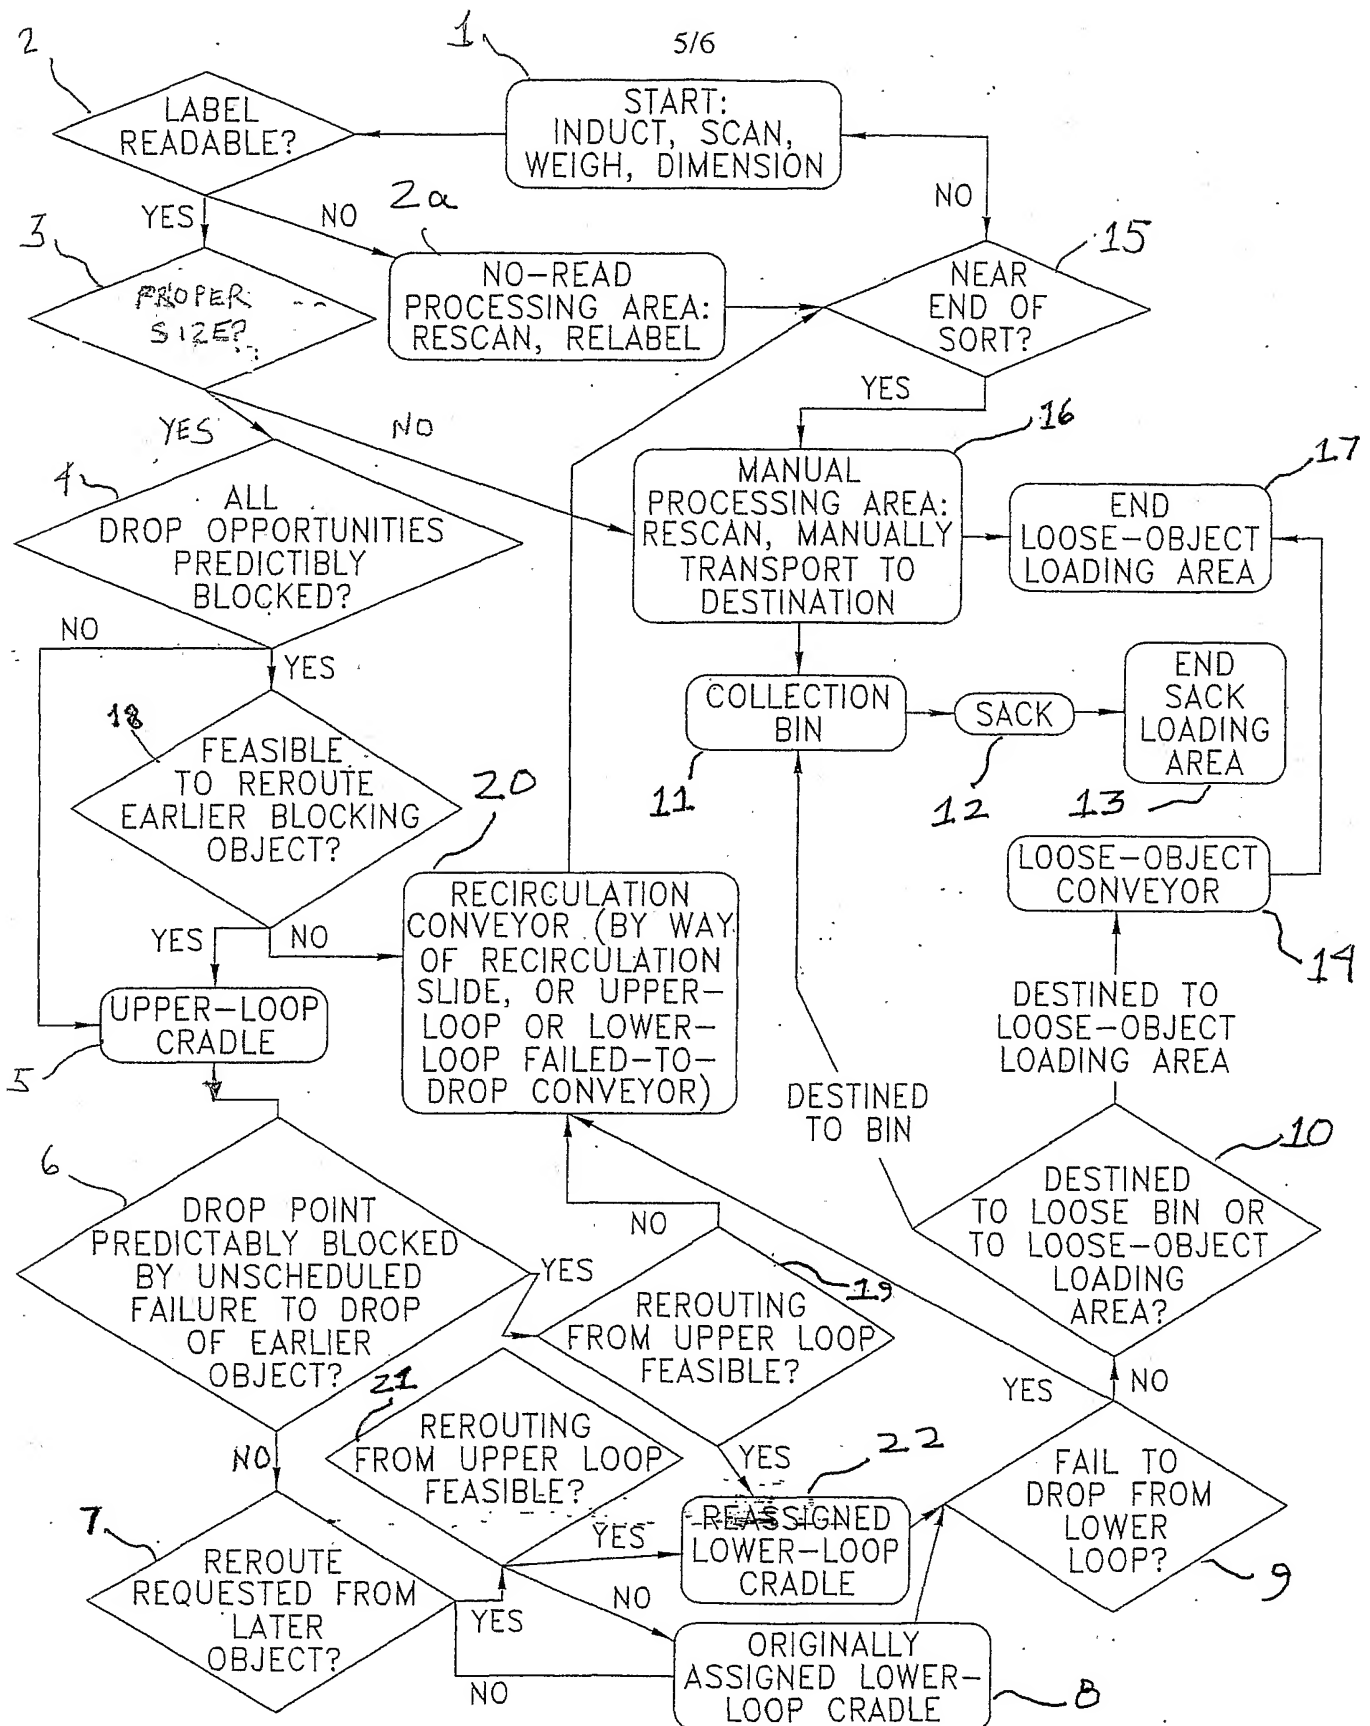 5/6
1
2
START:
INDUCT, SCAN,
WEIGH, DIMENSION
LABEL
READABLE?
YES
NO
2a
NO
3
PROPER
SIZE?
NO-READ
PROCESSING AREA:
RESCAN, RELABEL
15
NEAR
END OF
SORT?
YES
YES
NO
16
4
ALL
DROP OPPORTUNITIES
PREDICTIBLY
BLOCKED?
MANUAL
PROCESSING AREA:
RESCAN, MANUALLY
TRANSPORT TO
DESTINATION
17
END
LOOSE-OBJECT
LOADING AREA
NO
YES
COLLECTION
BIN
11
SACK
12
END
SACK
LOADING
AREA
13
18
FEASIBLE
TO REROUTE
EARLIER BLOCKING
OBJECT?
20
LOOSE-OBJECT
CONVEYOR
14
YES
NO
RECIRCULATION
CONVEYOR (BY WAY
OF RECIRCULATION
SLIDE, OR UPPER-
LOOP OR LOWER-
LOOP FAILED-TO-
DROP CONVEYOR)
UPPER-LOOP
CRADLE
5
DESTINED TO
LOOSE-OBJECT
LOADING AREA
DESTINED
TO BIN
10
DESTINED
TO LOOSE BIN OR
TO LOOSE-OBJECT
LOADING
AREA?
6
DROP POINT
PREDICTABLY BLOCKED
BY UNSCHEDULED
FAILURE TO DROP
OF EARLIER
OBJECT?
YES
NO
19
REROUTING
FROM UPPER LOOP
FEASIBLE?
21
REROUTING
FROM UPPER LOOP
FEASIBLE?
YES
22
YES
NO
NO
REASSIGNED
LOWER-LOOP
CRADLE
FAIL TO
DROP FROM
LOWER
LOOP?
9
7
REROUTE
REQUESTED FROM
LATER
OBJECT?
YES
YES
NO
NO
ORIGINALLY
ASSIGNED LOWER-
LOOP CRADLE
8